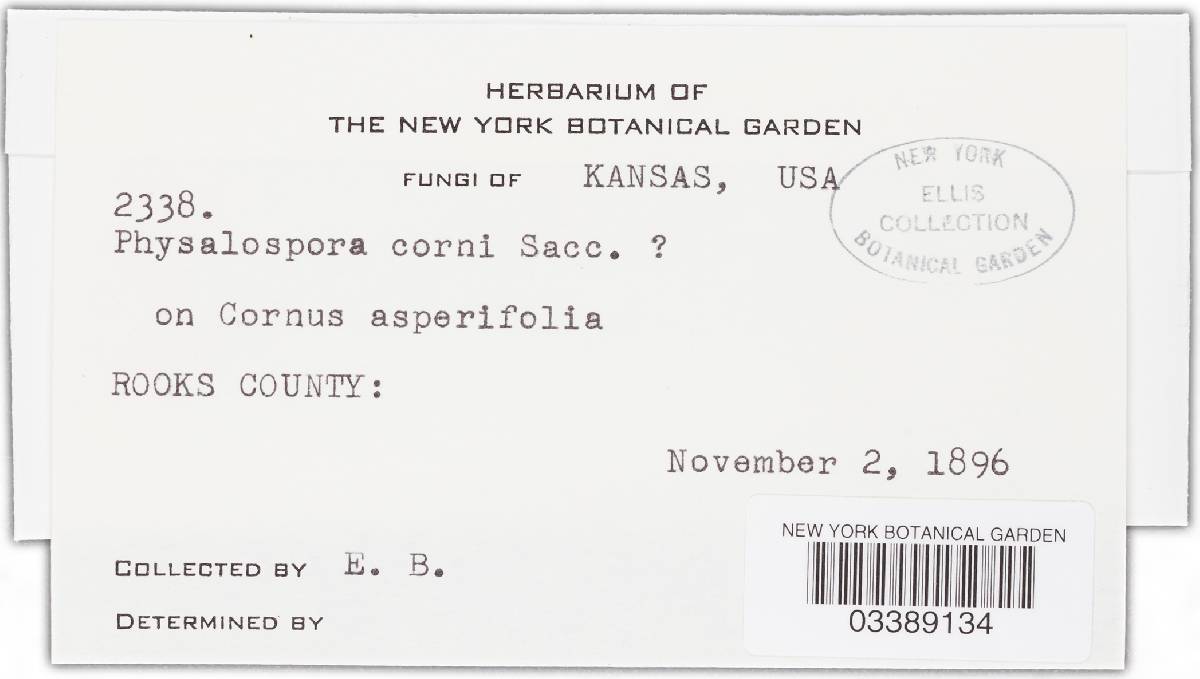 HERBARIUM OF
THE NEW YORK BOTANICAL GARDEN
FUNGI OF KANSAS, USA
NEW YORK
ELLIS
COLLECTION
BOTANICAL GARDEN
2338.
Physalospora corni Sacc. ?
on Cornus asperifolia
ROOKS COUNTY:
November 2, 1896
COLLECTED BY E. B.
DETERMINED BY
NEW YORK BOTANICAL GARDEN
03389134